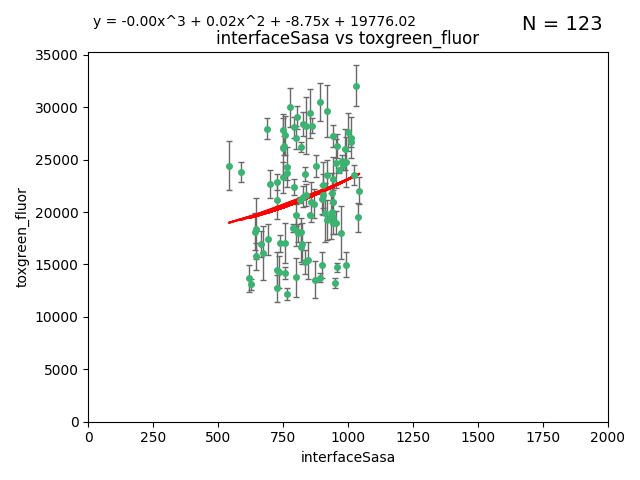 y = -0.00x^3 + 0.02x^2 + -8.75x + 19776.02
N = 123
interfaceSasa vs toxgreen_fluor
35000
30000
25000
20000
15000
10000
5000
0
toxgreen_fluor
0 250 500 750 1000 1250 1500 1750 2000
interfaceSasa